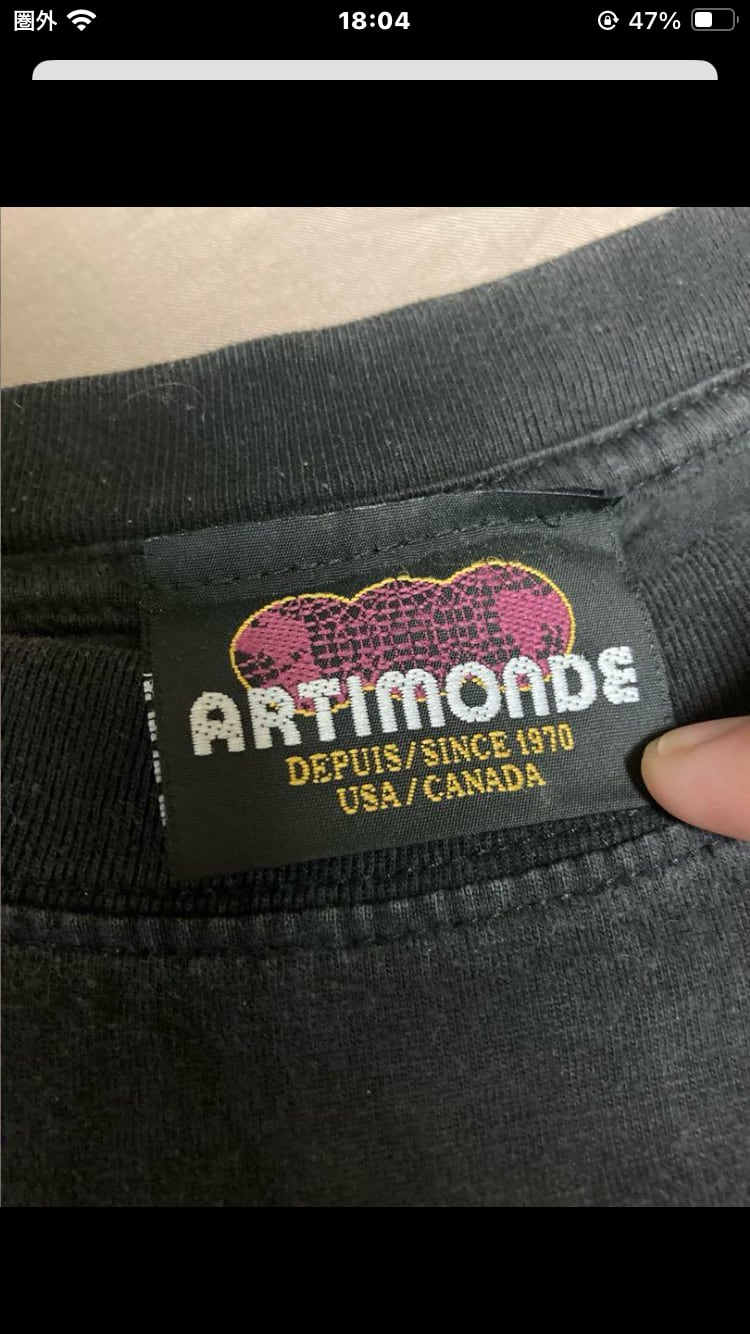 圏外
18:04
47%
ARTIMONDE
DEPUIS/SINCE 1970
USA/CANADA